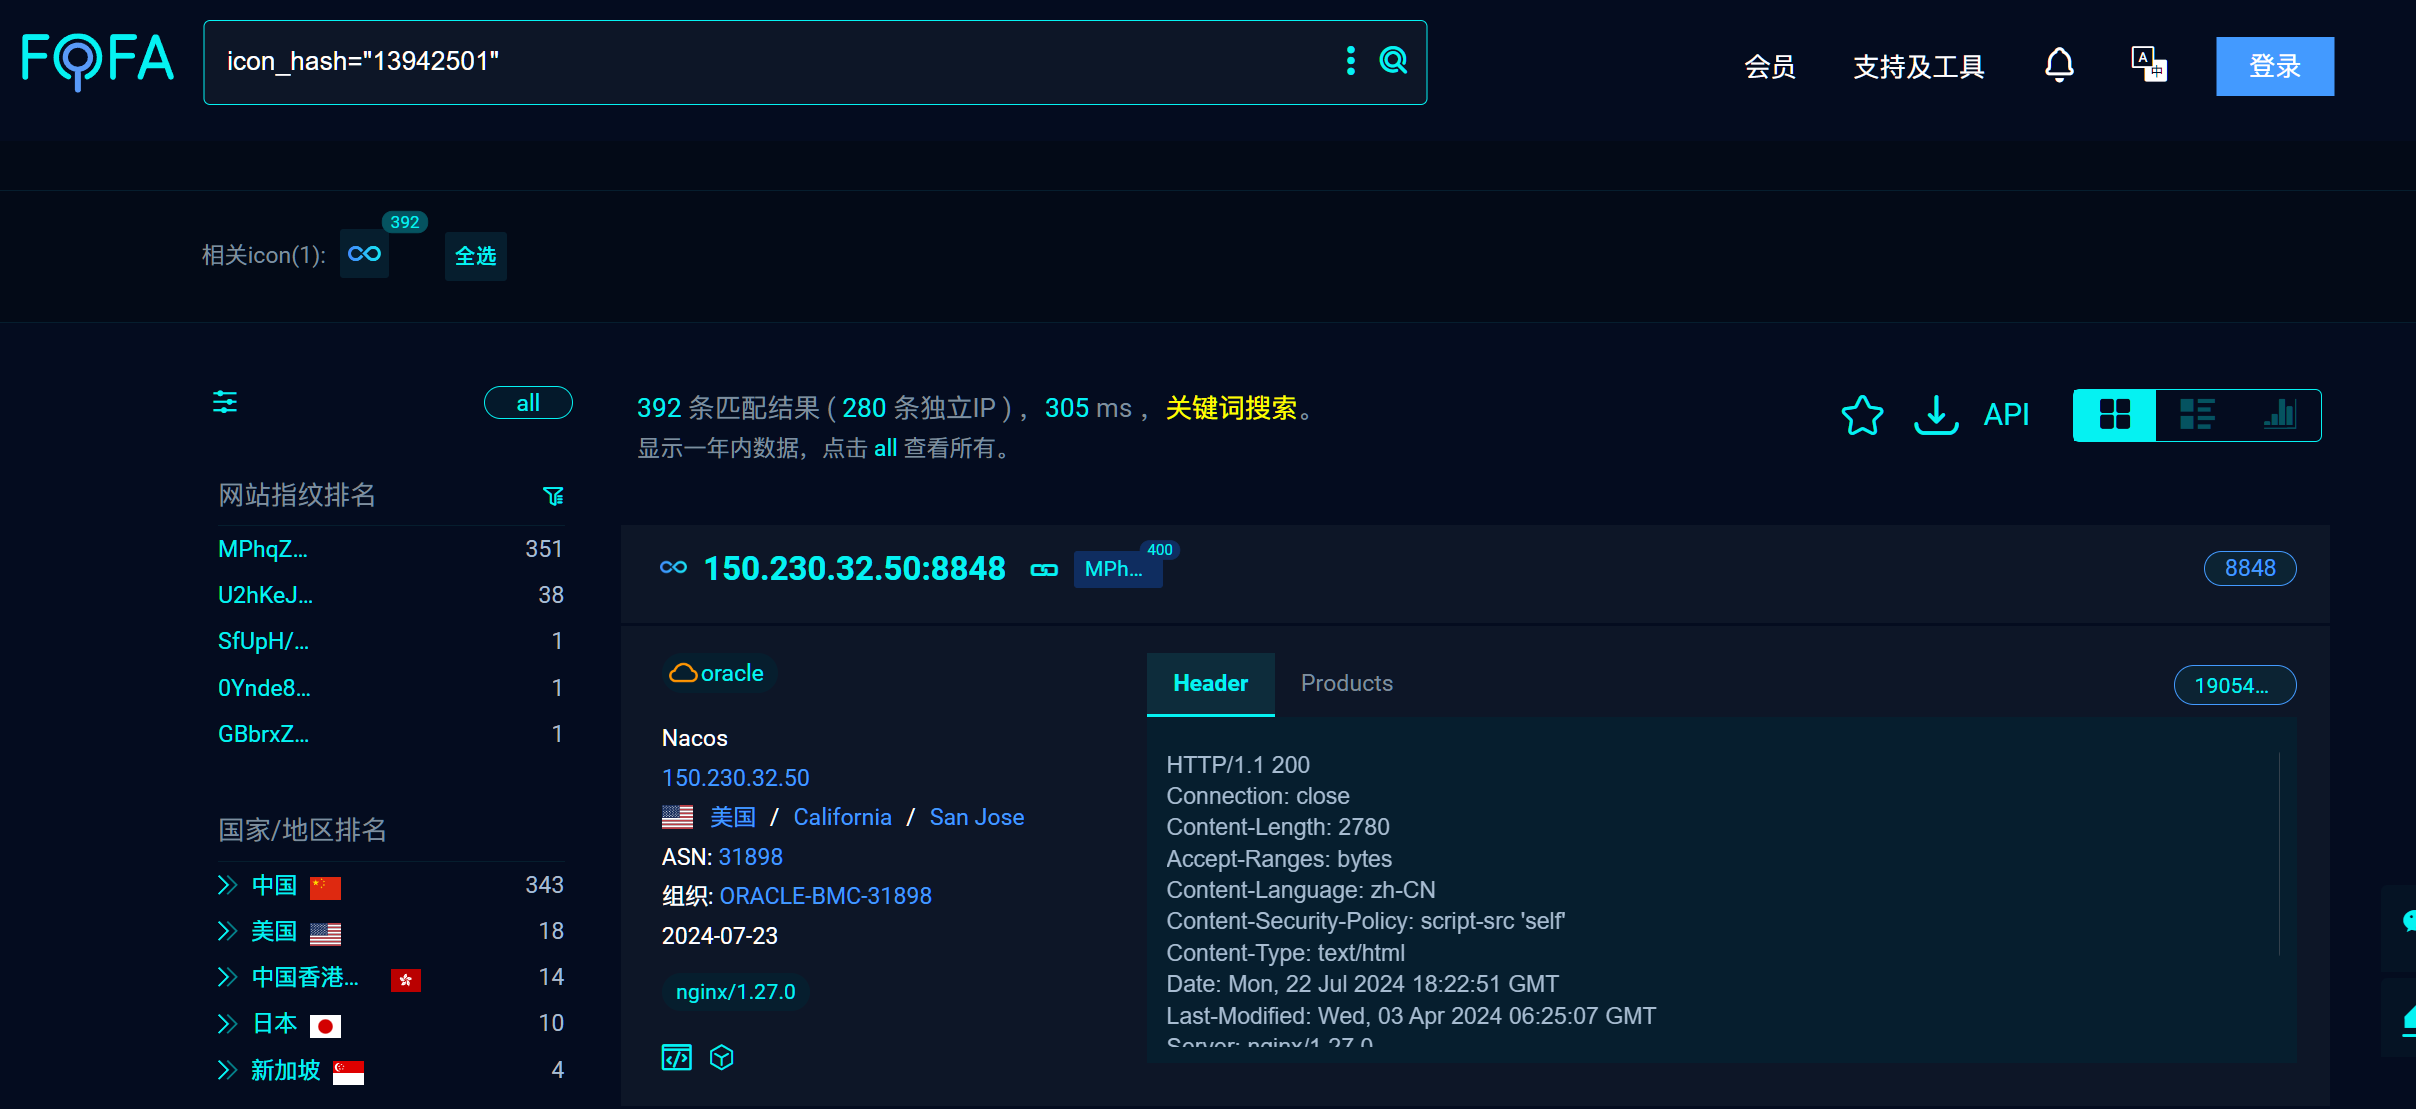 FOFA
icon_hash="13942501"
会员
支持及工具
A 中
登录
相关icon(1):
392
全选
all
392 条匹配结果 ( 280 条独立IP ) ,  305 ms ,  关键词搜索。
显示一年内数据，点击 all 查看所有。
API
网站指纹排名
MPhqZ... 351
U2hKeJ... 38
SfUpH/... 1
0Ynde8... 1
GBbrxZ... 1
国家/地区排名
中国 343
美国 18
中国香港... 14
日本 10
新加坡 4
150.230.32.50:8848
MPh...
400
8848
oracle
Nacos
150.230.32.50
美国 / California / San Jose
ASN: 31898
组织: ORACLE-BMC-31898
2024-07-23
nginx/1.27.0
Header
Products
19054...
HTTP/1.1 200
Connection: close
Content-Length: 2780
Accept-Ranges: bytes
Content-Language: zh-CN
Content-Security-Policy: script-src 'self'
Content-Type: text/html
Date: Mon, 22 Jul 2024 18:22:51 GMT
Last-Modified: Wed, 03 Apr 2024 06:25:07 GMT
Server: nginx/1.27.0